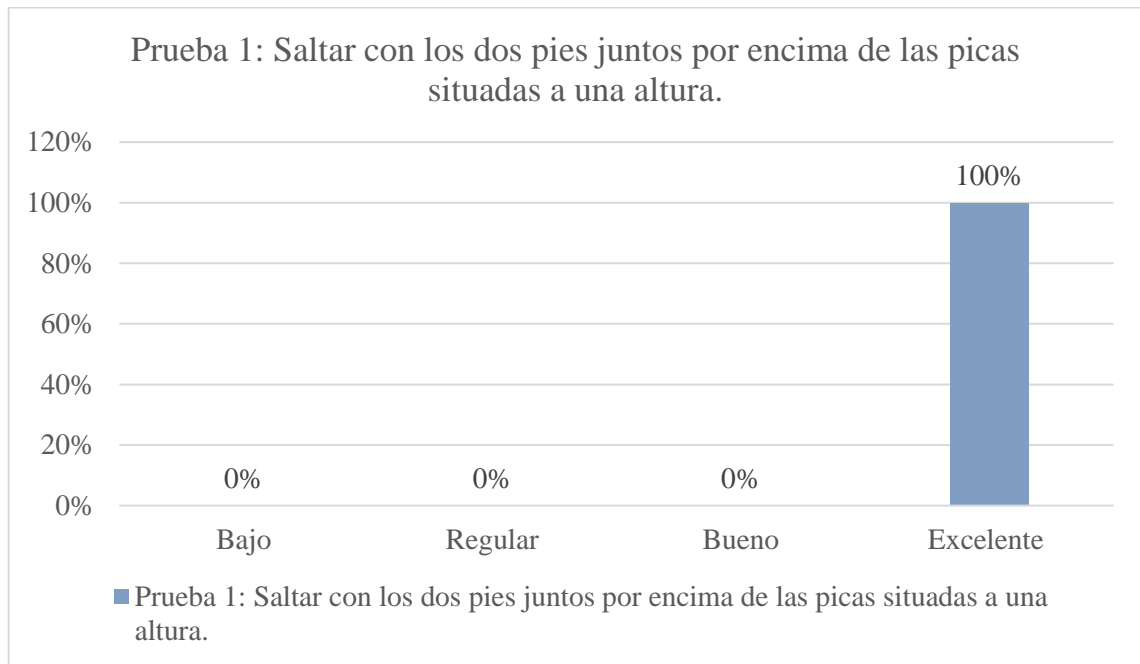 Prueba 1: Saltar con los dos pies juntos por encima de las picas
situadas a una altura.
120%
100%
80%
60%
40%
20%
0%
0%
0%
0%
100%
Bajo
Regular
Bueno
Excelente
Prueba 1: Saltar con los dos pies juntos por encima de las picas situadas a una
altura.